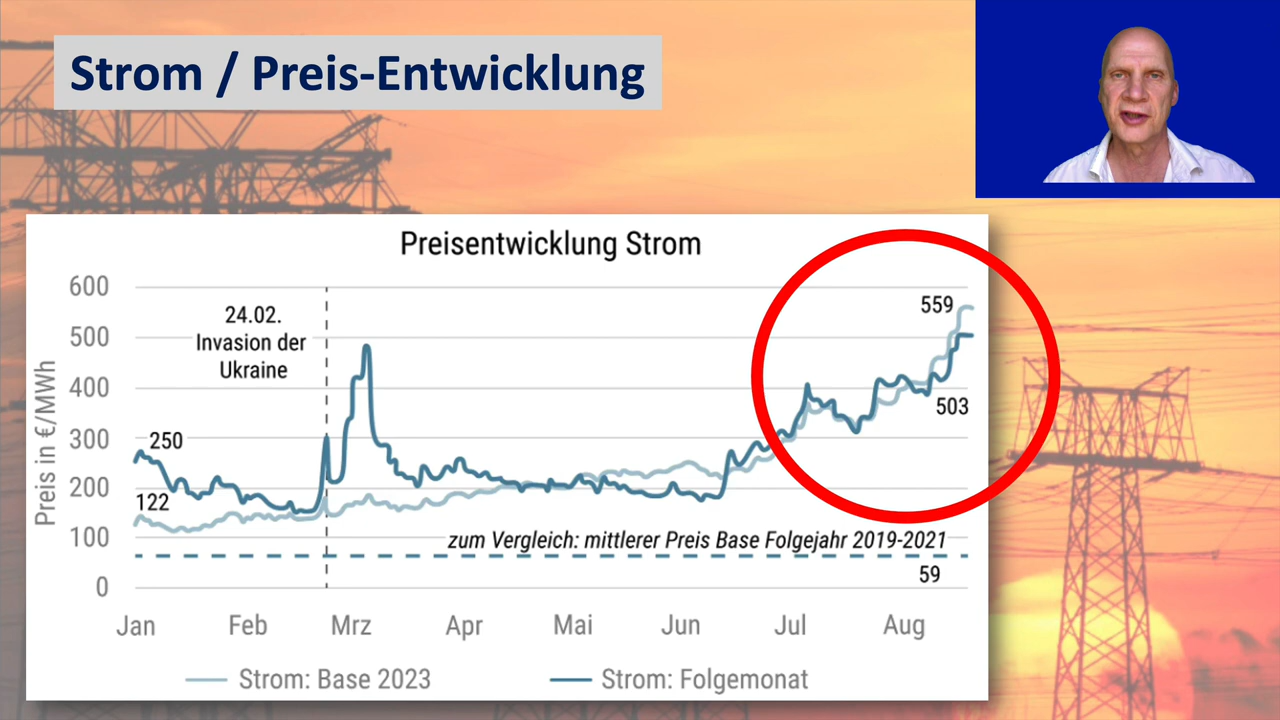 Strom / Preis-Entwicklung
Preisentwicklung Strom
Preis in €/MWh
600
500
400
300
200
100
0
24.02.
Invasion der
Ukraine
250
122
559
503
zum Vergleich: mittlerer Preis Base Folgejahr 2019-2021
59
Jan Feb Mrz Apr Mai Jun Jul Aug
Strom: Base 2023 Strom: Folgemonat